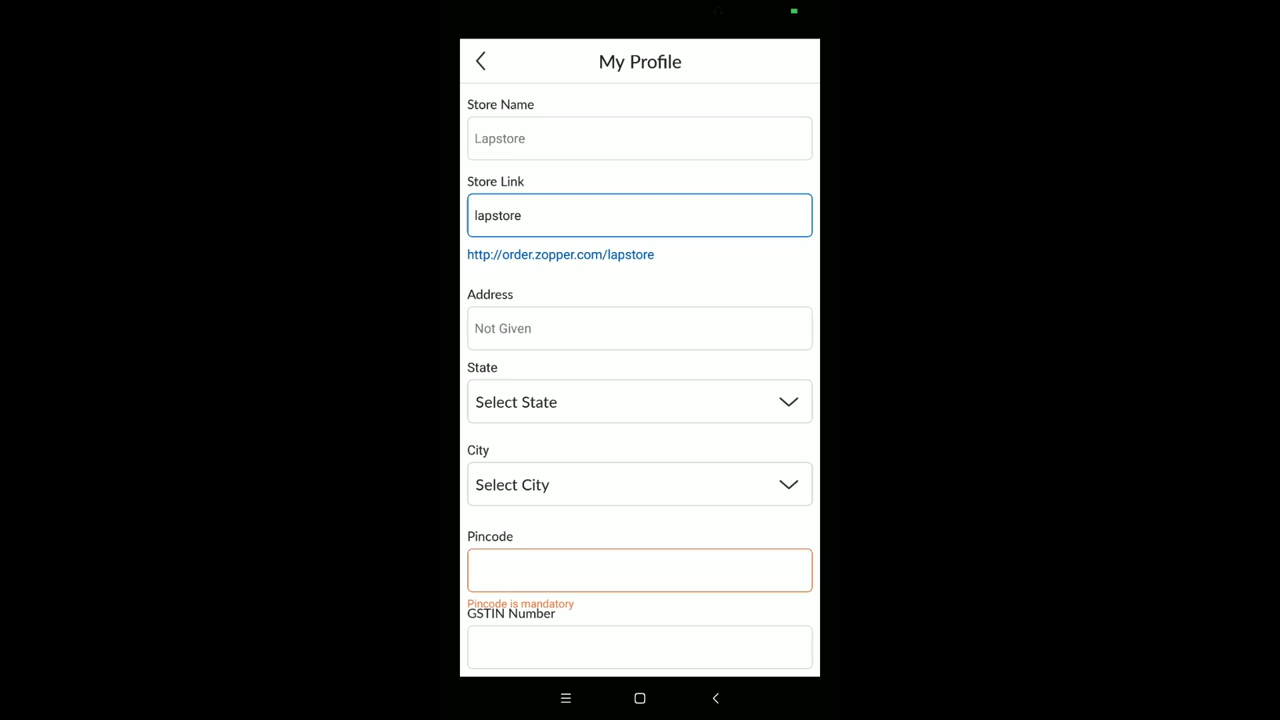 My Profile
Store Name
Lapstore
Store Link
lapstore
http://order.zopper.com/lapstore
Address
Not Given
State
Select State
City
Select City
Pincode
Pincode is mandatory
GSTIN Number